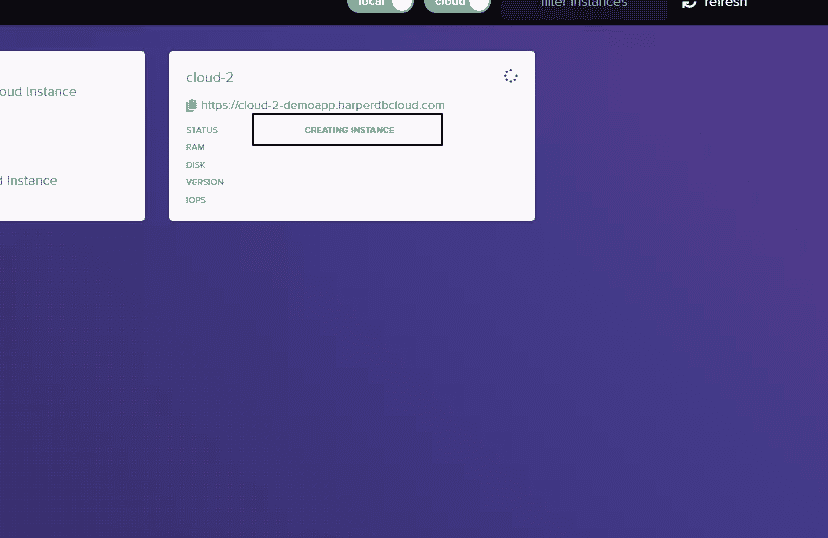 local cloud filter instances refresh
oud Instance
d Instance
cloud-2
https://cloud-2-demoapp.harperdbcloud.com
STATUS CREATING INSTANCE
RAM
DISK
VERSION
IOPS